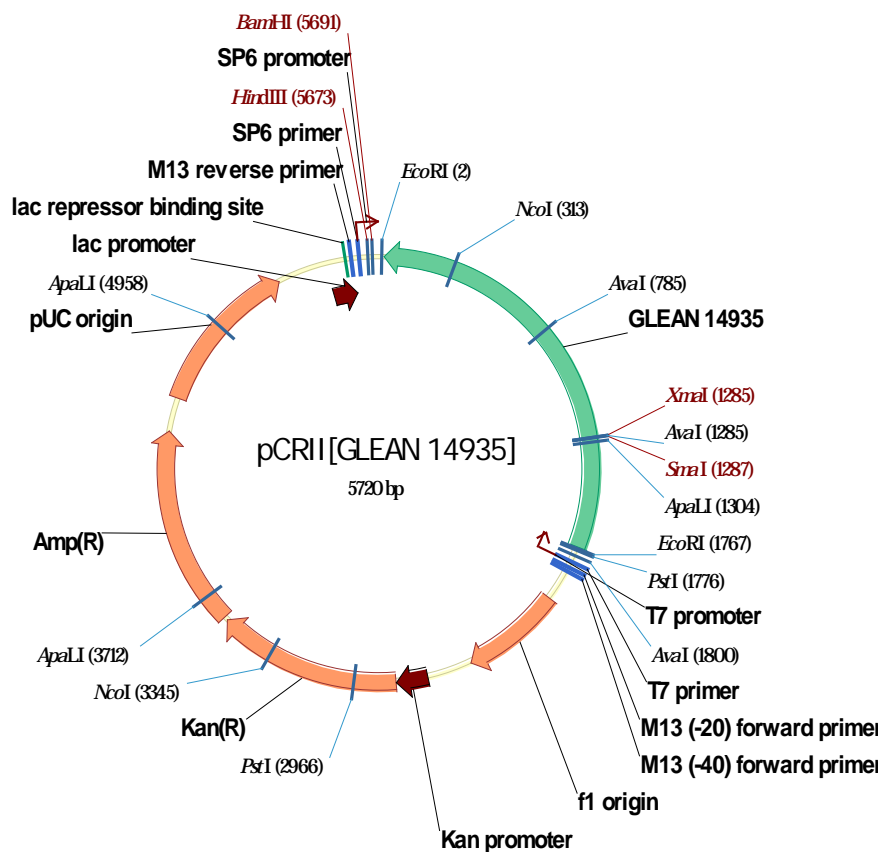 BamHI (5691)
SP6 promoter
HindIII (5673)
SP6 primer
M13 reverse primer
EcoRI (2)
lac repressor binding site
NcoI (313)
lac promoter
ApaLI (4958)
AvaI (785)
pUC origin
GLEAN 14935
XmaI (1285)
AvaI (1285)
pCRII[GLEAN 14935]
SmaI (1287)
5720 bp
ApaLI (1304)
EcoRI (1767)
Amp(R)
PstI (1776)
T7 promoter
ApaLI (3712)
AvaI (1800)
NcoI (3345)
T7 primer
Kan(R)
M13 (-20) forward primer
PstI (2966)
M13 (-40) forward primer
f1 origin
Kan promoter